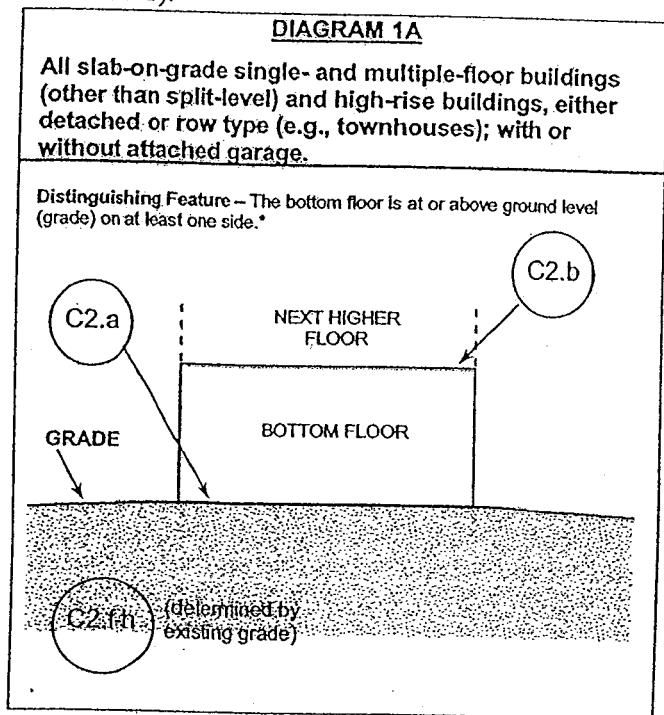 DIAGRAM 1A
All slab-on-grade single- and multiple-floor buildings
(other than split-level) and high-rise buildings, either
detached or row type (e.g., townhouses); with or
without attached garage.
Distinguishing Feature – The bottom floor is at or above ground level
(grade) on at least one side.*
C2.b
C2.a
NEXT HIGHER
FLOOR
GRADE
BOTTOM FLOOR
C2.f-h
(determined by
existing grade)